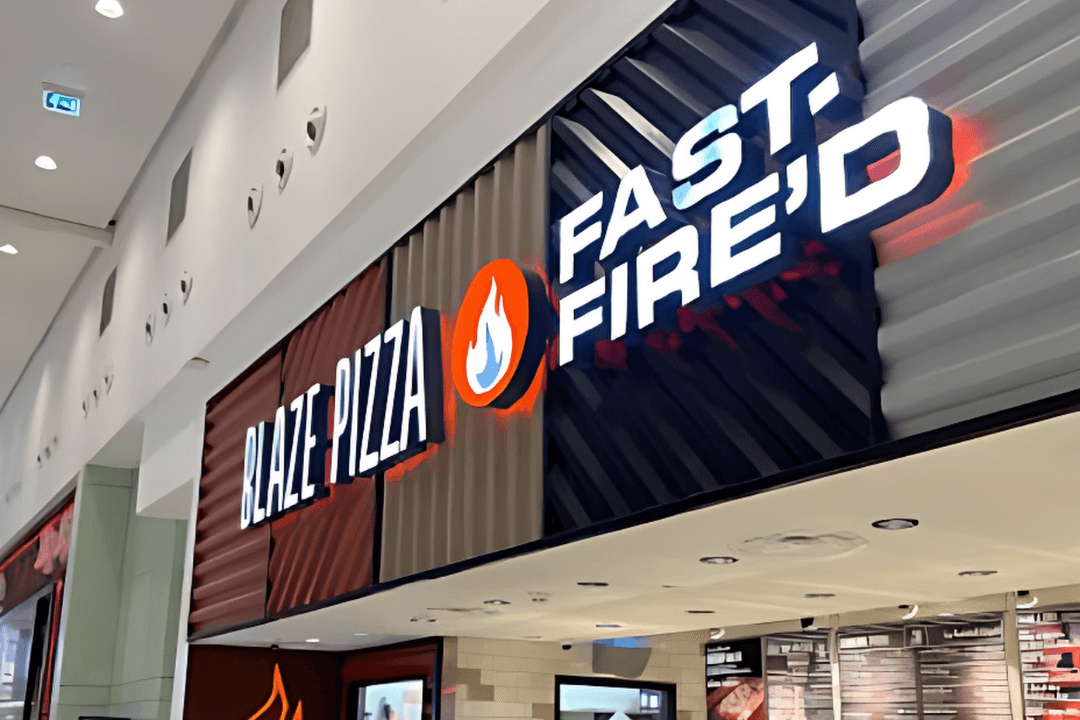 BLAZE PIZZA
FAST-
FIRE'D